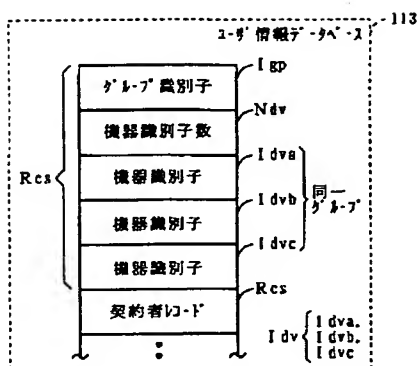 113
ユーザ情報データベース
Igp
グループ識別子
Ndv
機器識別子数
Idva
機器識別子
Idvb
機器識別子
Idvc
機器識別子
同一
グループ
Rcs
Rcs
契約者レコード
Idv
Idva.
Idvb.
Idvc